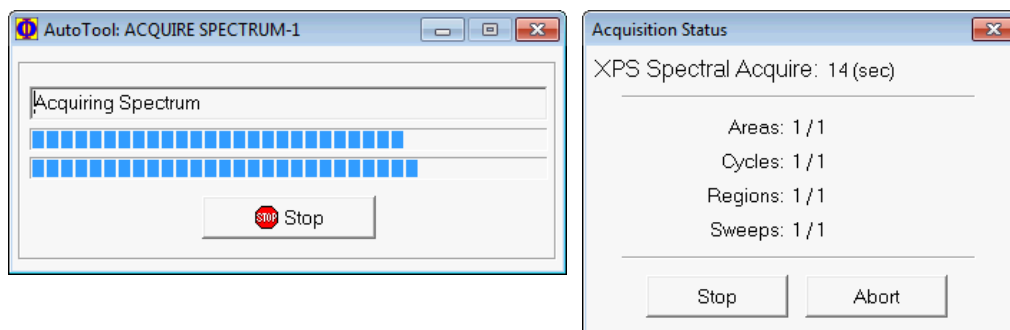 AutoTool: ACQUIRE SPECTRUM-1
Acquiring Spectrum
STOP Stop
Acquisition Status
XPS Spectral Acquire: 14 (sec)
Areas: 1 / 1
Cycles: 1 / 1
Regions: 1 / 1
Sweeps: 1 / 1
Stop Abort